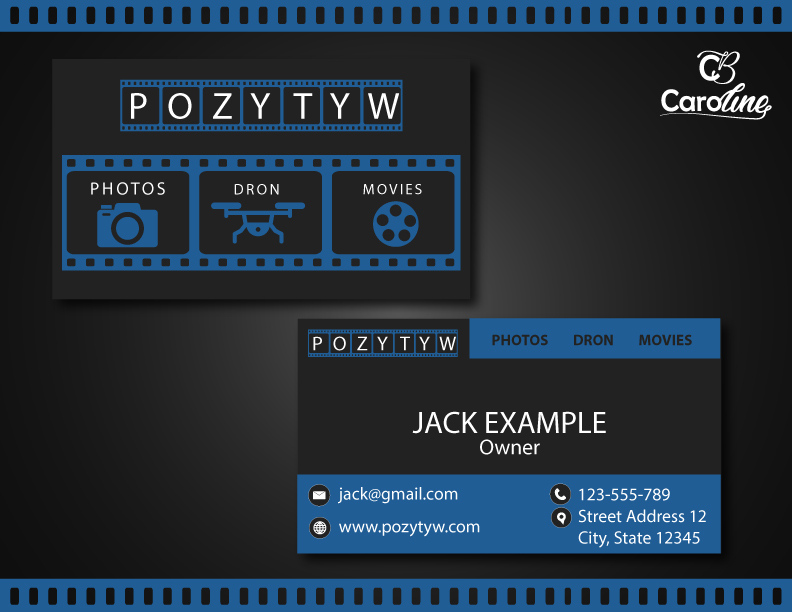 CB
Caroline
POZYTYW
PHOTOS DRON MOVIES
POZYTYW PHOTOS DRON MOVIES
JACK EXAMPLE
Owner
jack@gmail.com
www.pozytyw.com
123-555-789
Street Address 12
City, State 12345